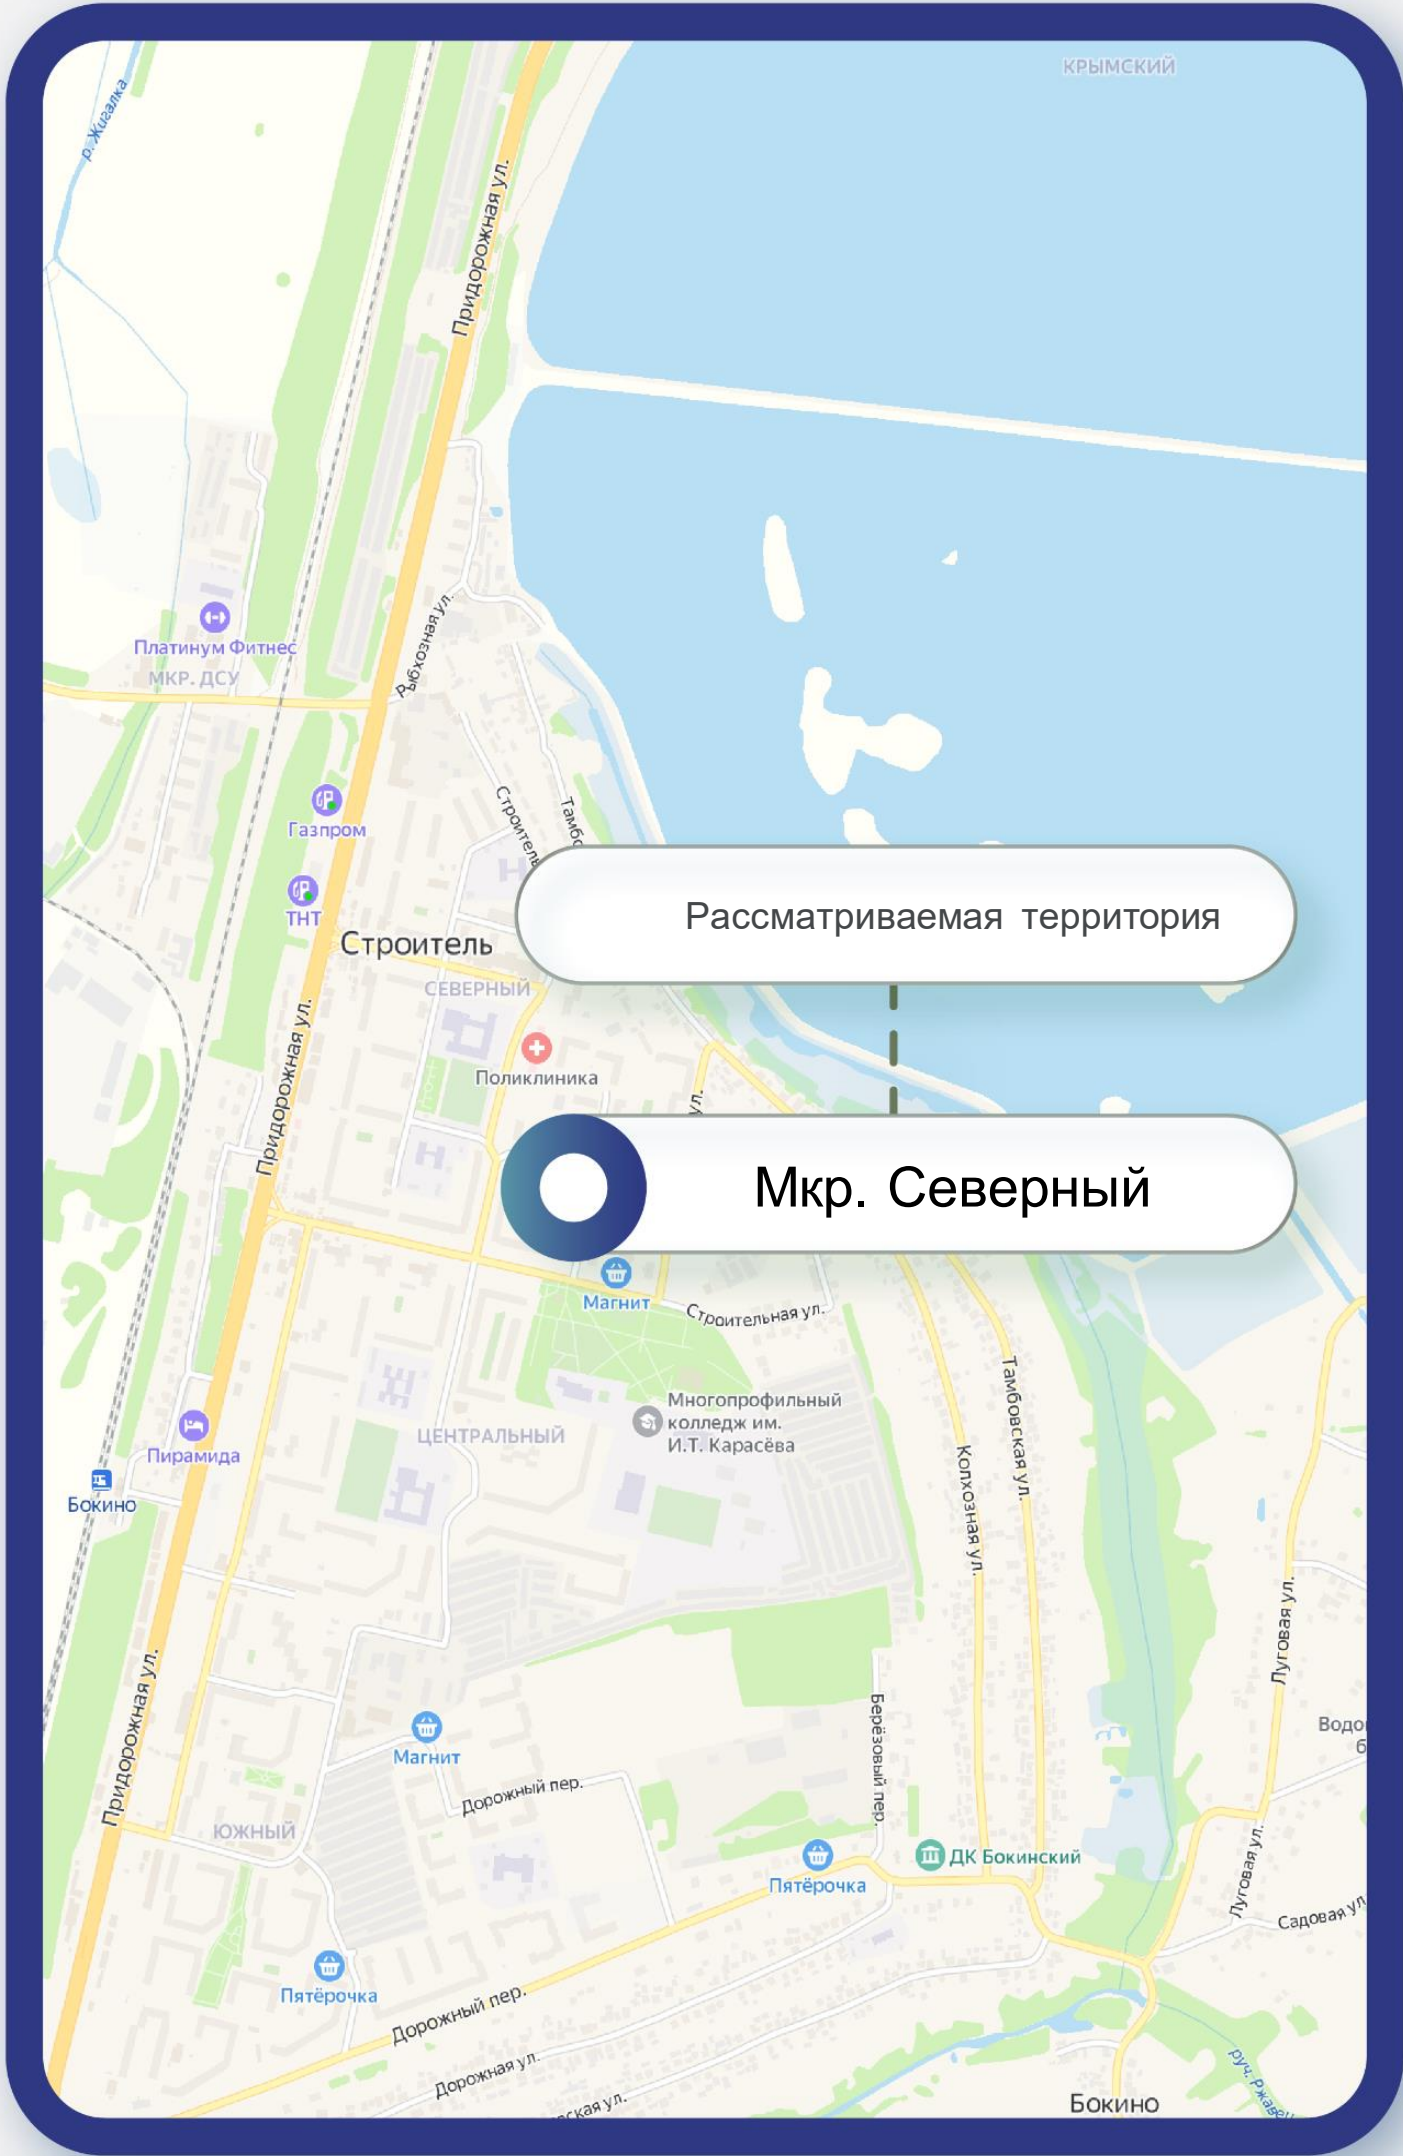 КРЫМСКИЙ
р. Жигалка
Придорожная ул.
Платинум Фитнес
МКР. ДСУ
Рыбхозная ул.
Газпром
ТНТ
Строитель
СЕВЕРНЫЙ
Рассматриваемая территория
Придорожная ул.
Поликлиника
ул.
Мкр. Северный
Магнит
Строительная ул.
Многопрофильный
колледж им.
И.Т. Карасёва
Тамбовская ул.
ЦЕНТРАЛЬНЫЙ
Колхозная ул.
Пирамида
Бокино
Луговая ул.
Придорожная ул.
Берёзовый пер.
Магнит
Дорожный пер.
ЮЖНЫЙ
ДК Бокинский
Пятёрочка
Луговая ул.
Садовая ул
Пятёрочка
Дорожный пер.
Дорожная ул.
Бокино